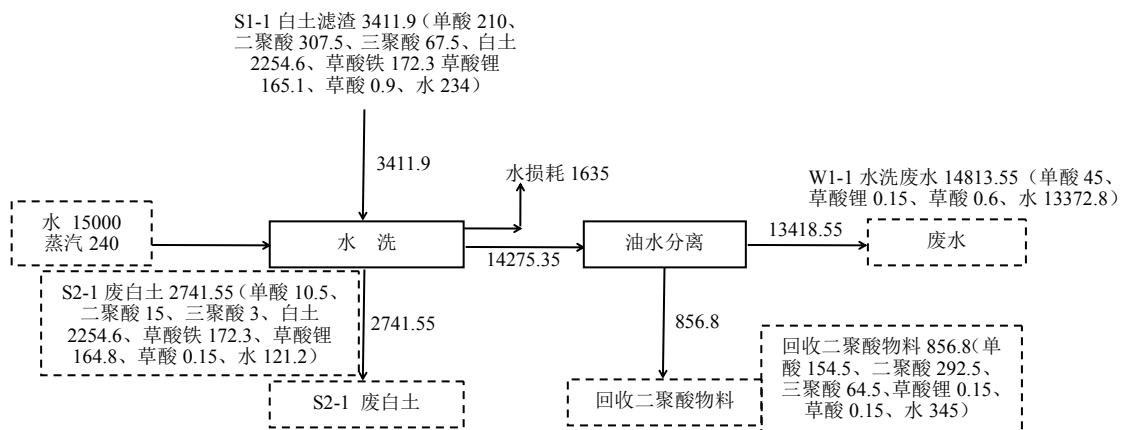 S1-1 白土滤渣 3411.9（单酸 210、
二聚酸 307.5、三聚酸 67.5、白土
2254.6、草酸铁 172.3 草酸锂
165.1、草酸 0.9、水 234）
3411.9
水损耗 1635
W1-1 水洗废水 14813.55（单酸 45、
草酸锂 0.15、草酸 0.6、水 13372.8）
水 15000
蒸汽 240
水 洗
14275.35
油水分离
13418.55
废水
S2-1 废白土 2741.55（单酸 10.5、
二聚酸 15、三聚酸 3、白土
2254.6、草酸铁 172.3、草酸锂
164.8、草酸 0.15、水 121.2）
2741.55
856.8
回收二聚酸物料 856.8（单
酸 154.5、二聚酸 292.5、
三聚酸 64.5、草酸锂 0.15、
草酸 0.15、水 345）
S2-1 废白土
回收二聚酸物料